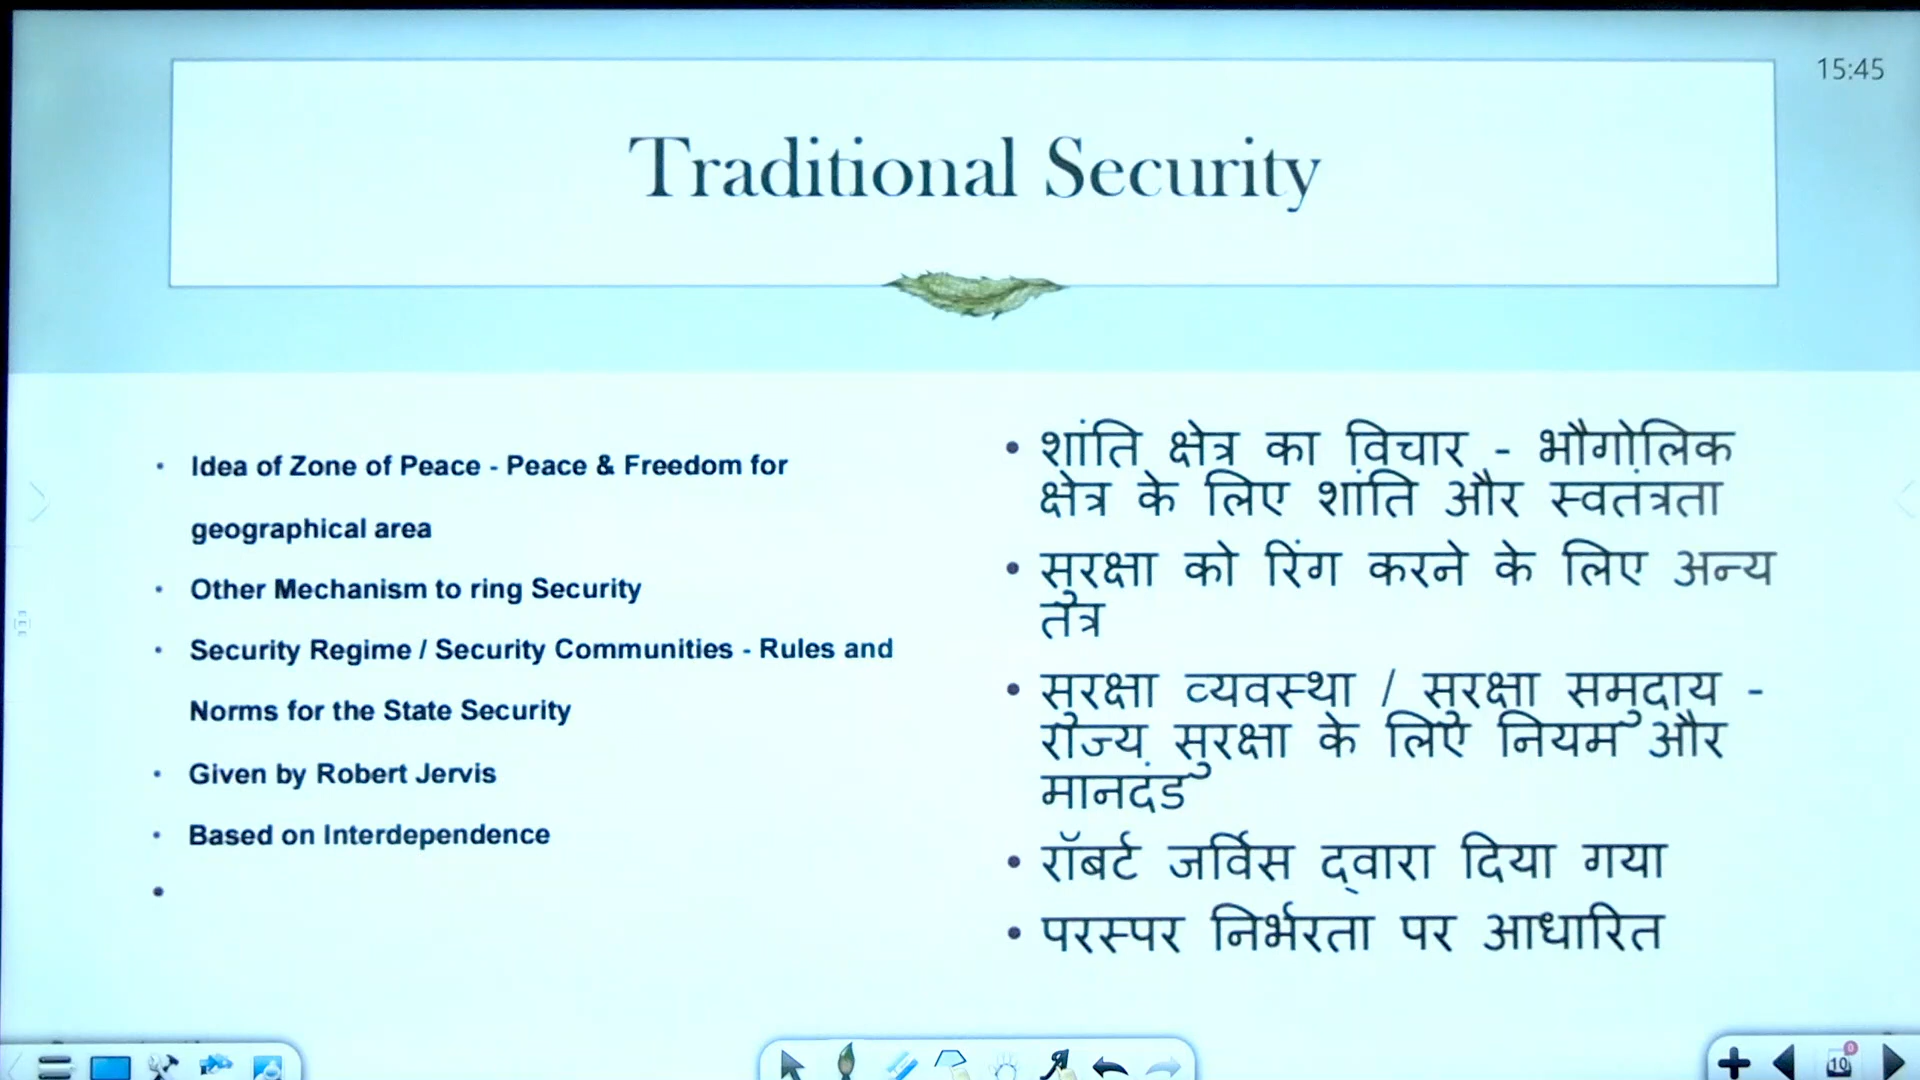 15:45
Traditional Security
• Idea of Zone of Peace - Peace & Freedom for
geographical area
• Other Mechanism to ring Security
• Security Regime / Security Communities - Rules and
Norms for the State Security
• Given by Robert Jervis
• Based on Interdependence
•
• शांति क्षेत्र का विचार - भौगोलिक
क्षेत्र के लिए शांति और स्वतंत्रता
• सुरक्षा को रिंग करने के लिए अन्य
तंत्र
• सुरक्षा व्यवस्था / सुरक्षा समुदाय -
राज्य सुरक्षा के लिए नियम और
मानदंड
• रॉबर्ट जर्विस द्वारा दिया गया
• परस्पर निर्भरता पर आधारित
10
0